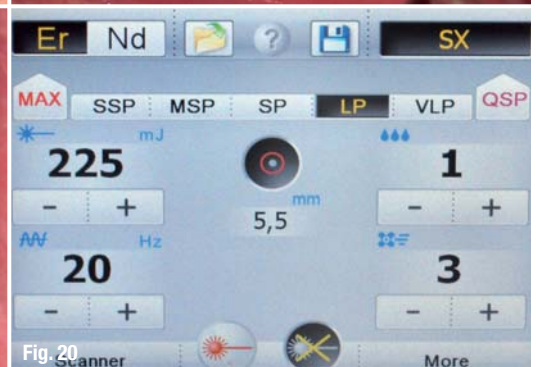 Er Nd ? SX
MAX SSP MSP SP LP VLP QSP
mJ
225 1
mm
- + 5,5 - +
Hz
20 3
- + - +
Scanner More
Fig. 20